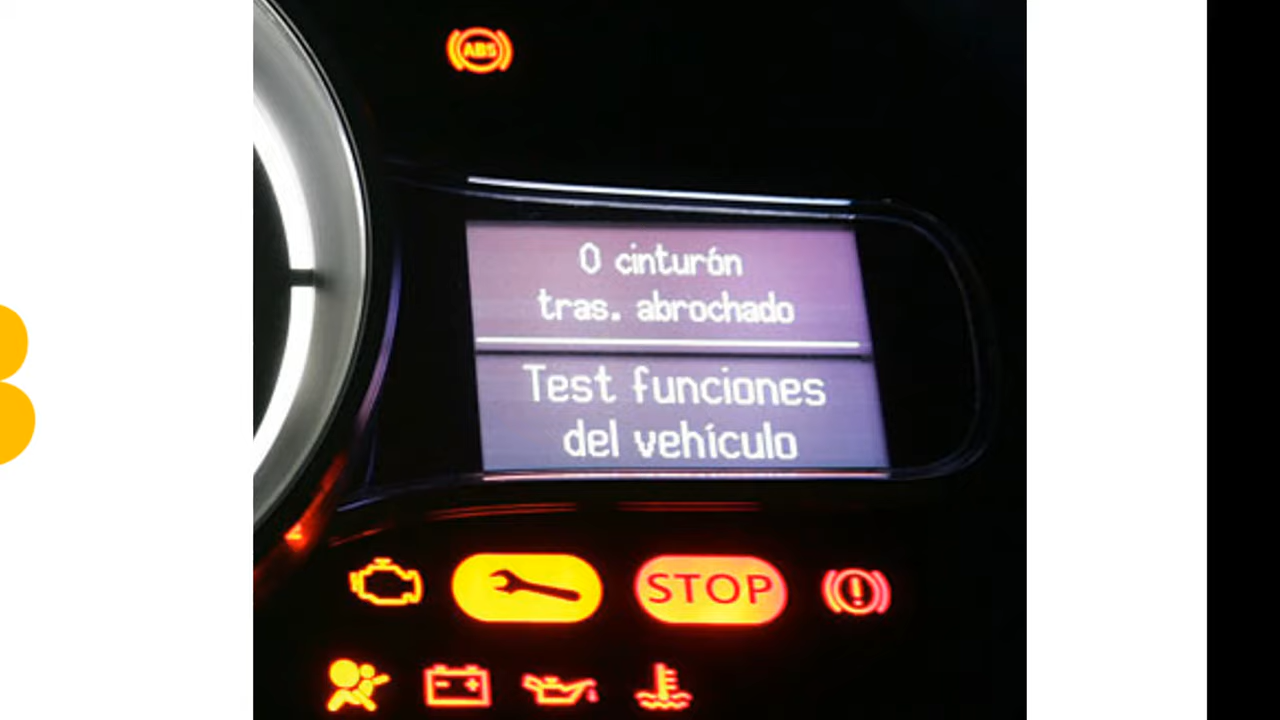 ABS
0 cinturón
tras. abrochado
Test funciones
del vehículo
STOP